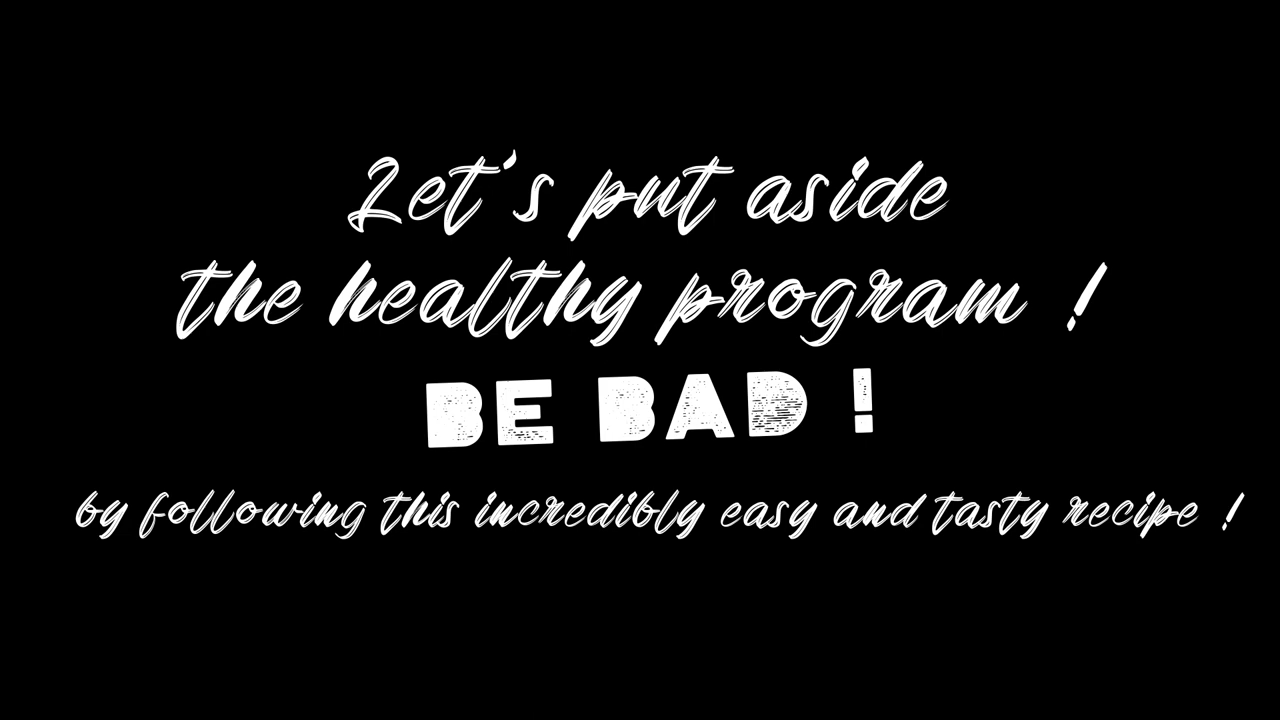 Let's put aside
the healthy program !
BE BAD !
by following this incredibly easy and tasty recipe !